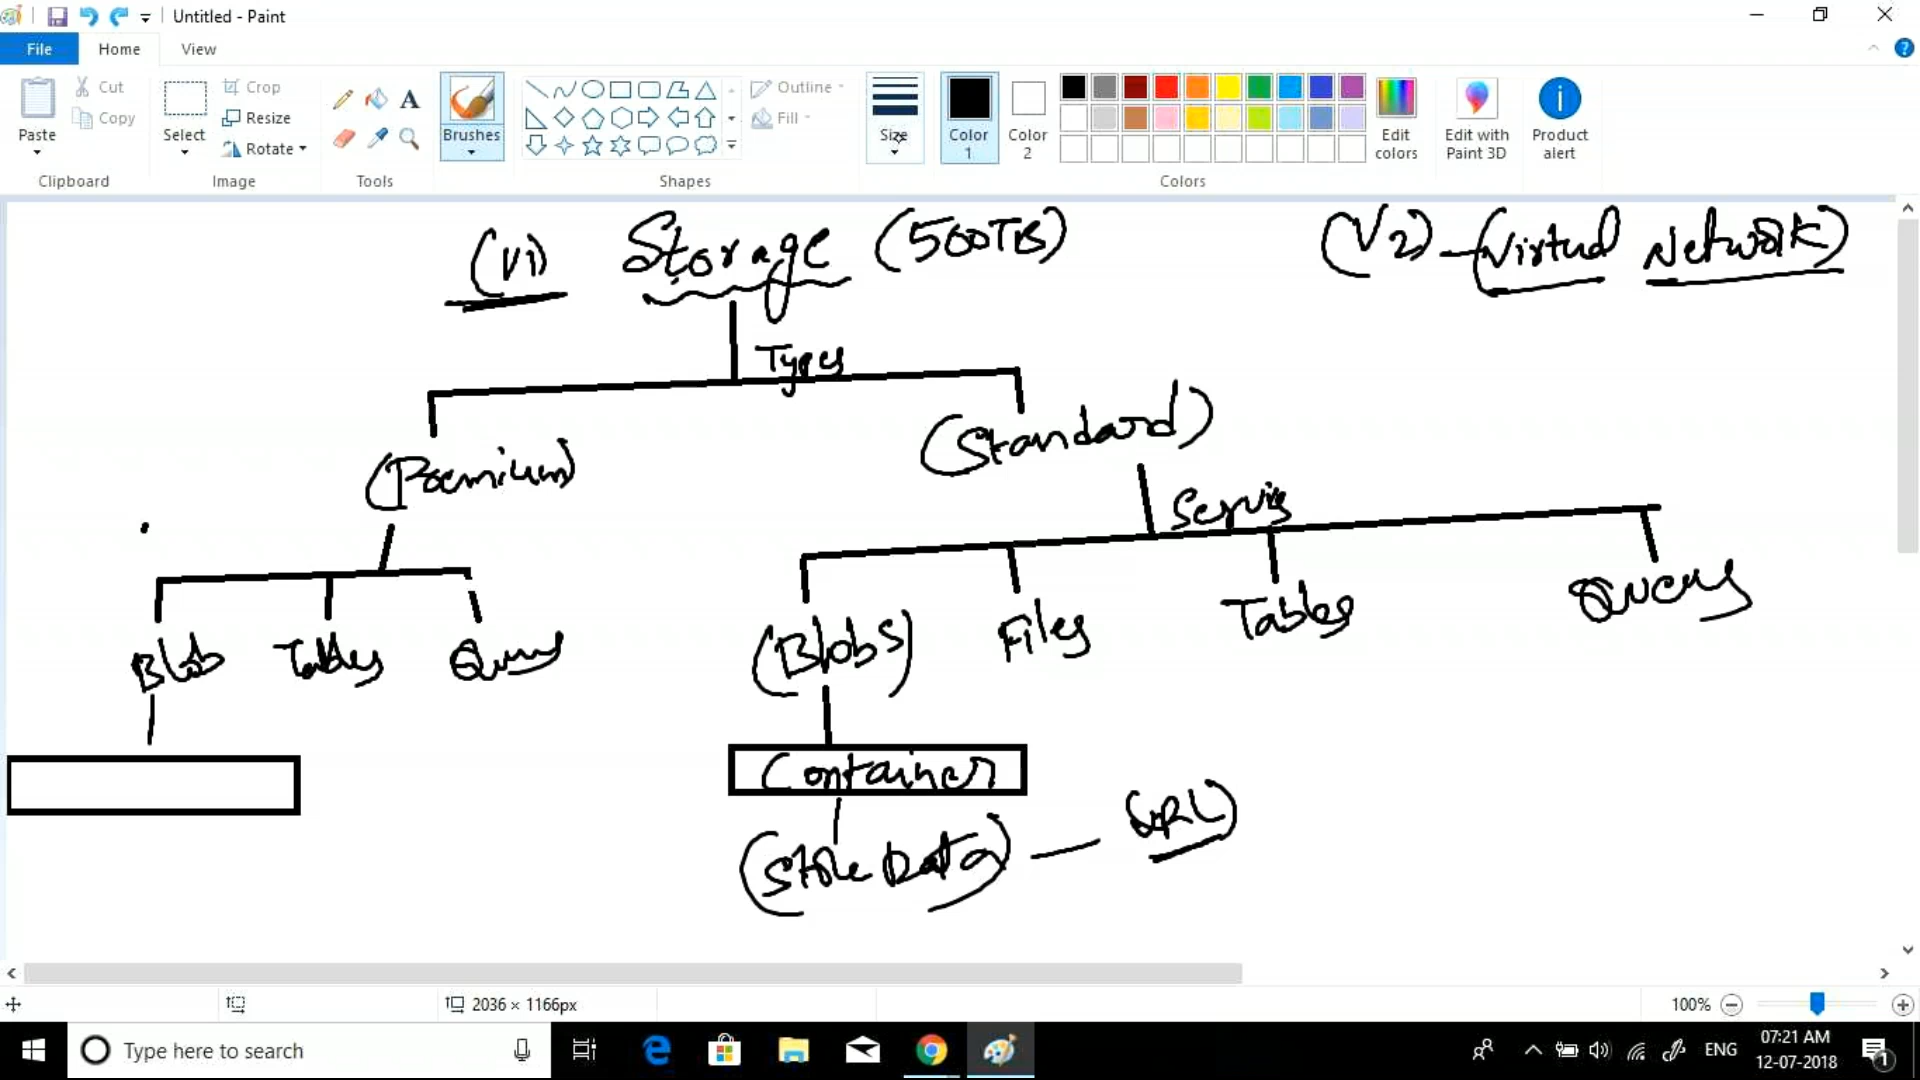 Untitled - Paint
File Home View
Cut Crop Outline
Copy Resize Fill
Paste Select Rotate Brushes Size Color 1 Color 2 Edit colors Edit with Paint 3D Product alert
Clipboard Image Tools Shapes Colors
(V1) Storage (500TB) (V2) - (Virtual Network)
Types
(Premium) (Standard)
Blob Tables
(Blobs) Files Tables
Container
(Store Data) — (URL)
2036 × 1166px 100%
Type here to search ENG 07:21 AM
12-07-2018 1